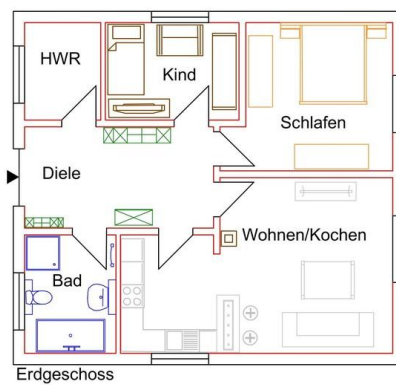 HWR
Kind
Schlafen
Diele
Wohnen/Kochen
Bad
Erdgeschoss